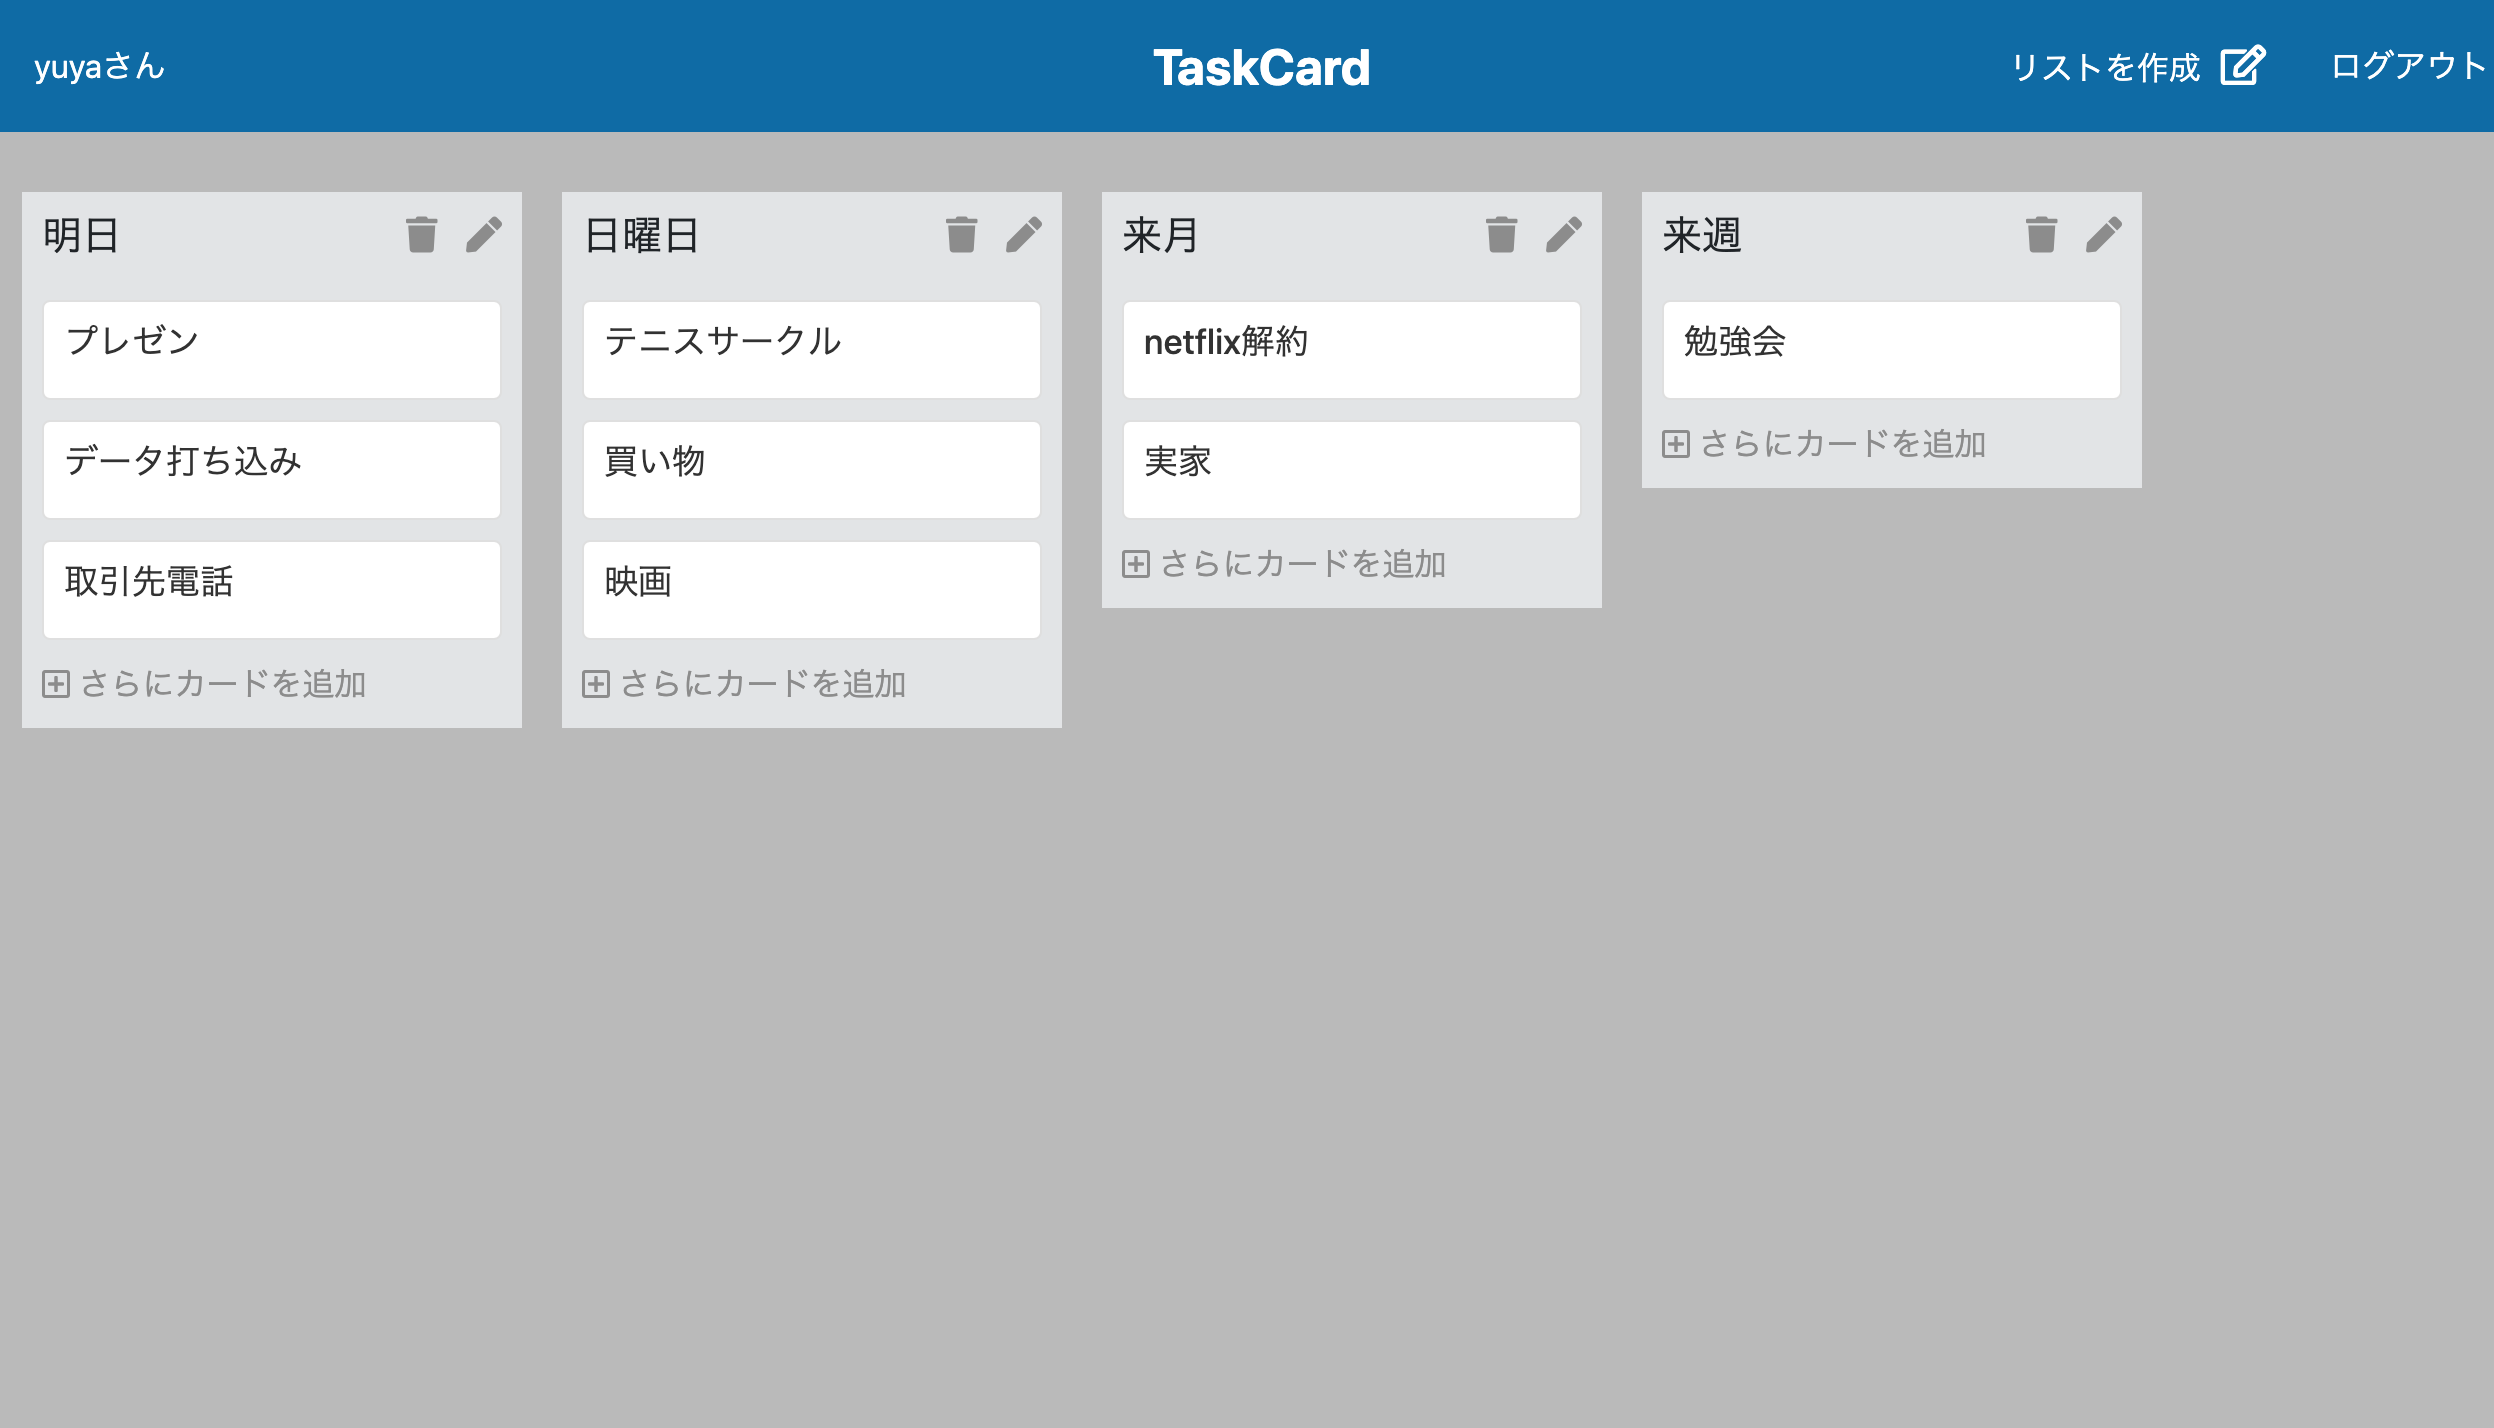 yuyaさん
TaskCard
リストを作成
ログアウト
明日
プレゼン
データ打ち込み
取引先電話
さらにカードを追加
日曜日
テニスサークル
買い物
映画
さらにカードを追加
来月
netflix解約
実家
さらにカードを追加
来週
勉強会
さらにカードを追加